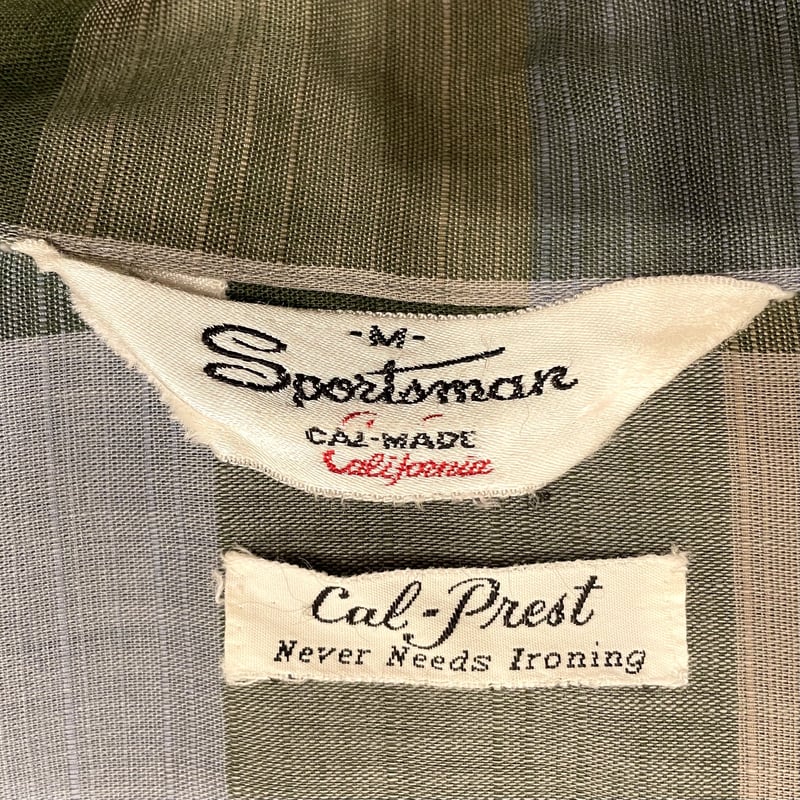 -M-
Sportsman
CAL-MADE
California
Cal-Prest
Never Needs Ironing